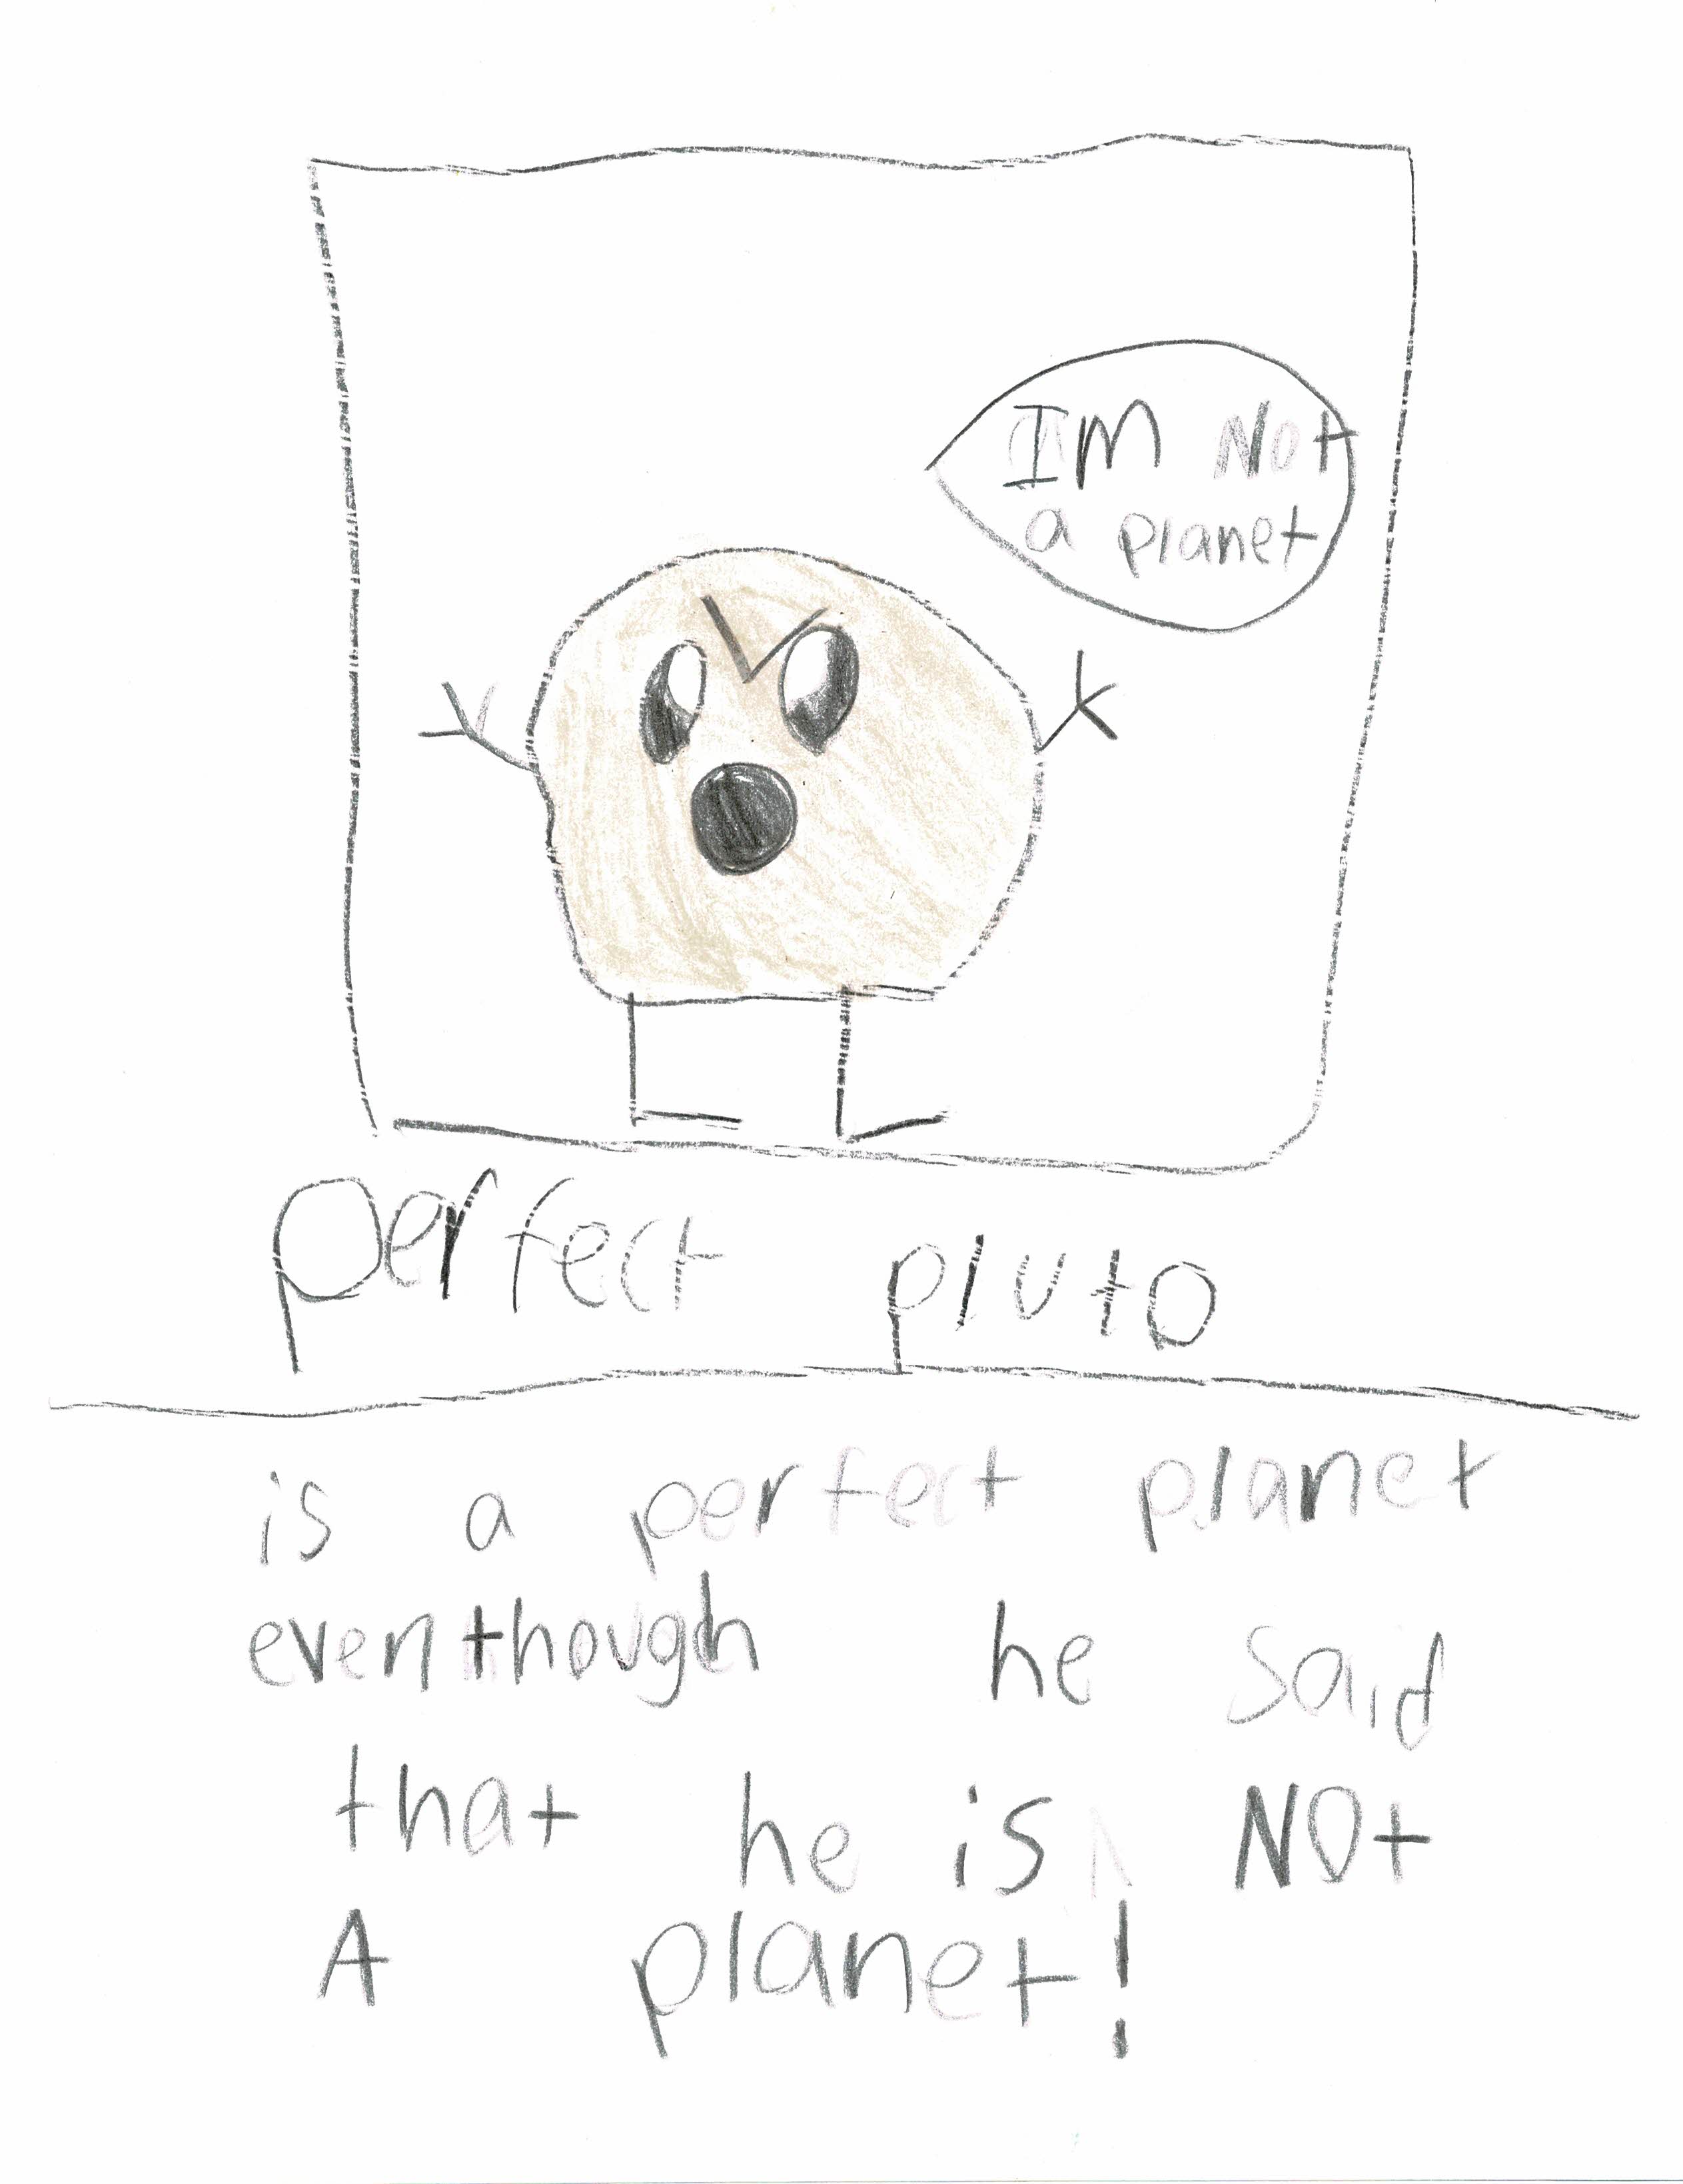 Im Not
a planet
perfect pluto
is a perfect planet
eventhough he said
that he is NOt
A planet!